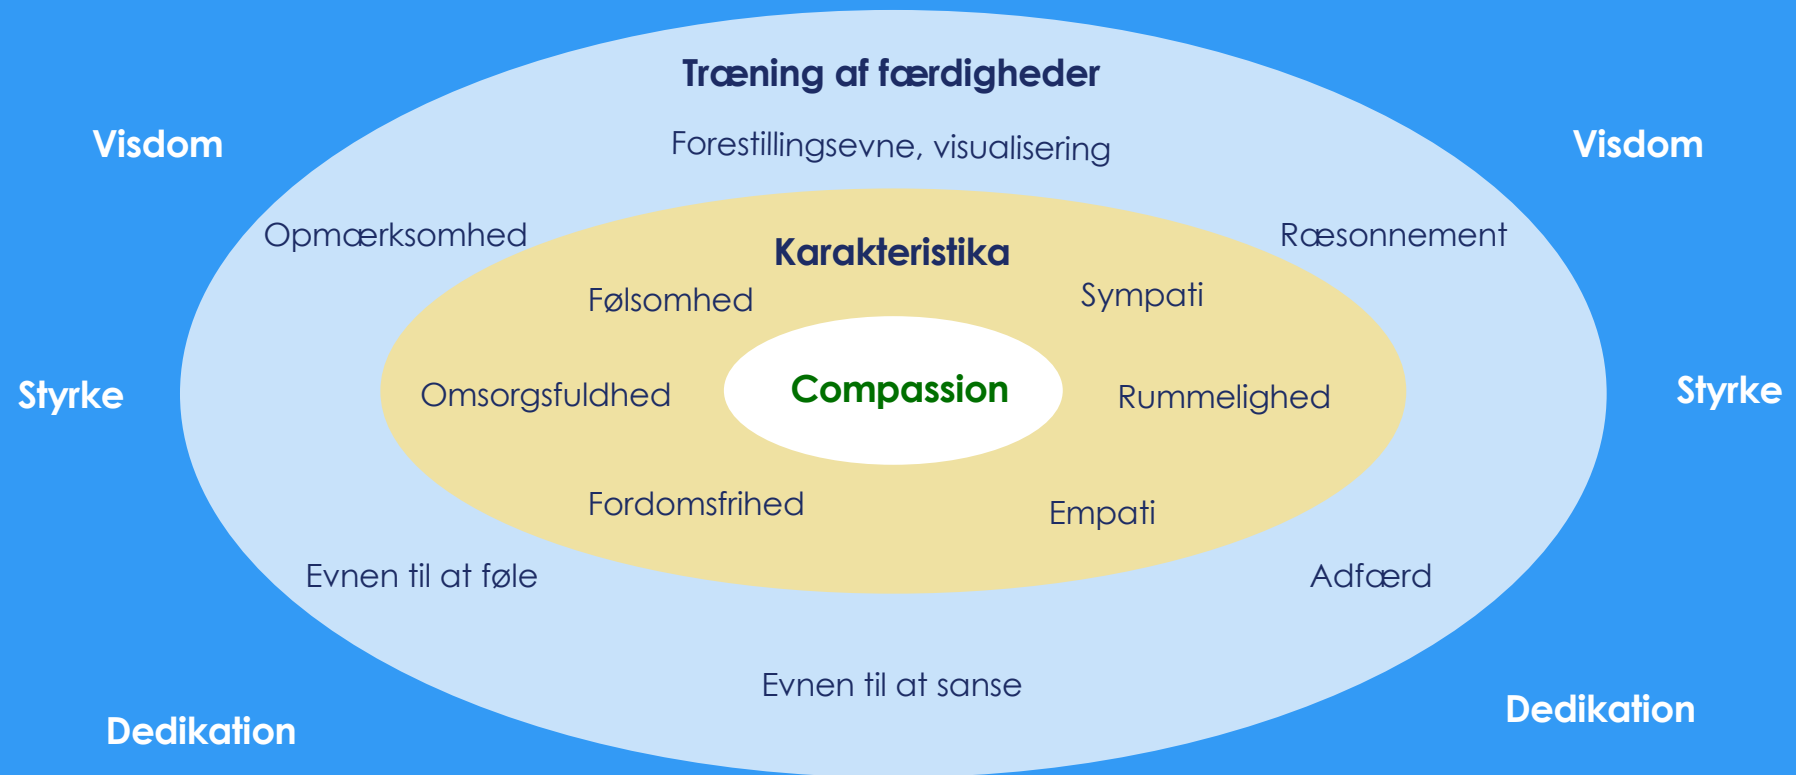 Træning af færdigheder
Visdom
Forestillingsevne, visualisering
Visdom
Opmærksomhed
Ræsonnement
Karakteristika
Følsomhed
Sympati
Styrke
Omsorgsfuldhed
Compassion
Rummelighed
Styrke
Fordomsfrihed
Empati
Evnen til at føle
Adfærd
Evnen til at sanse
Dedikation
Dedikation